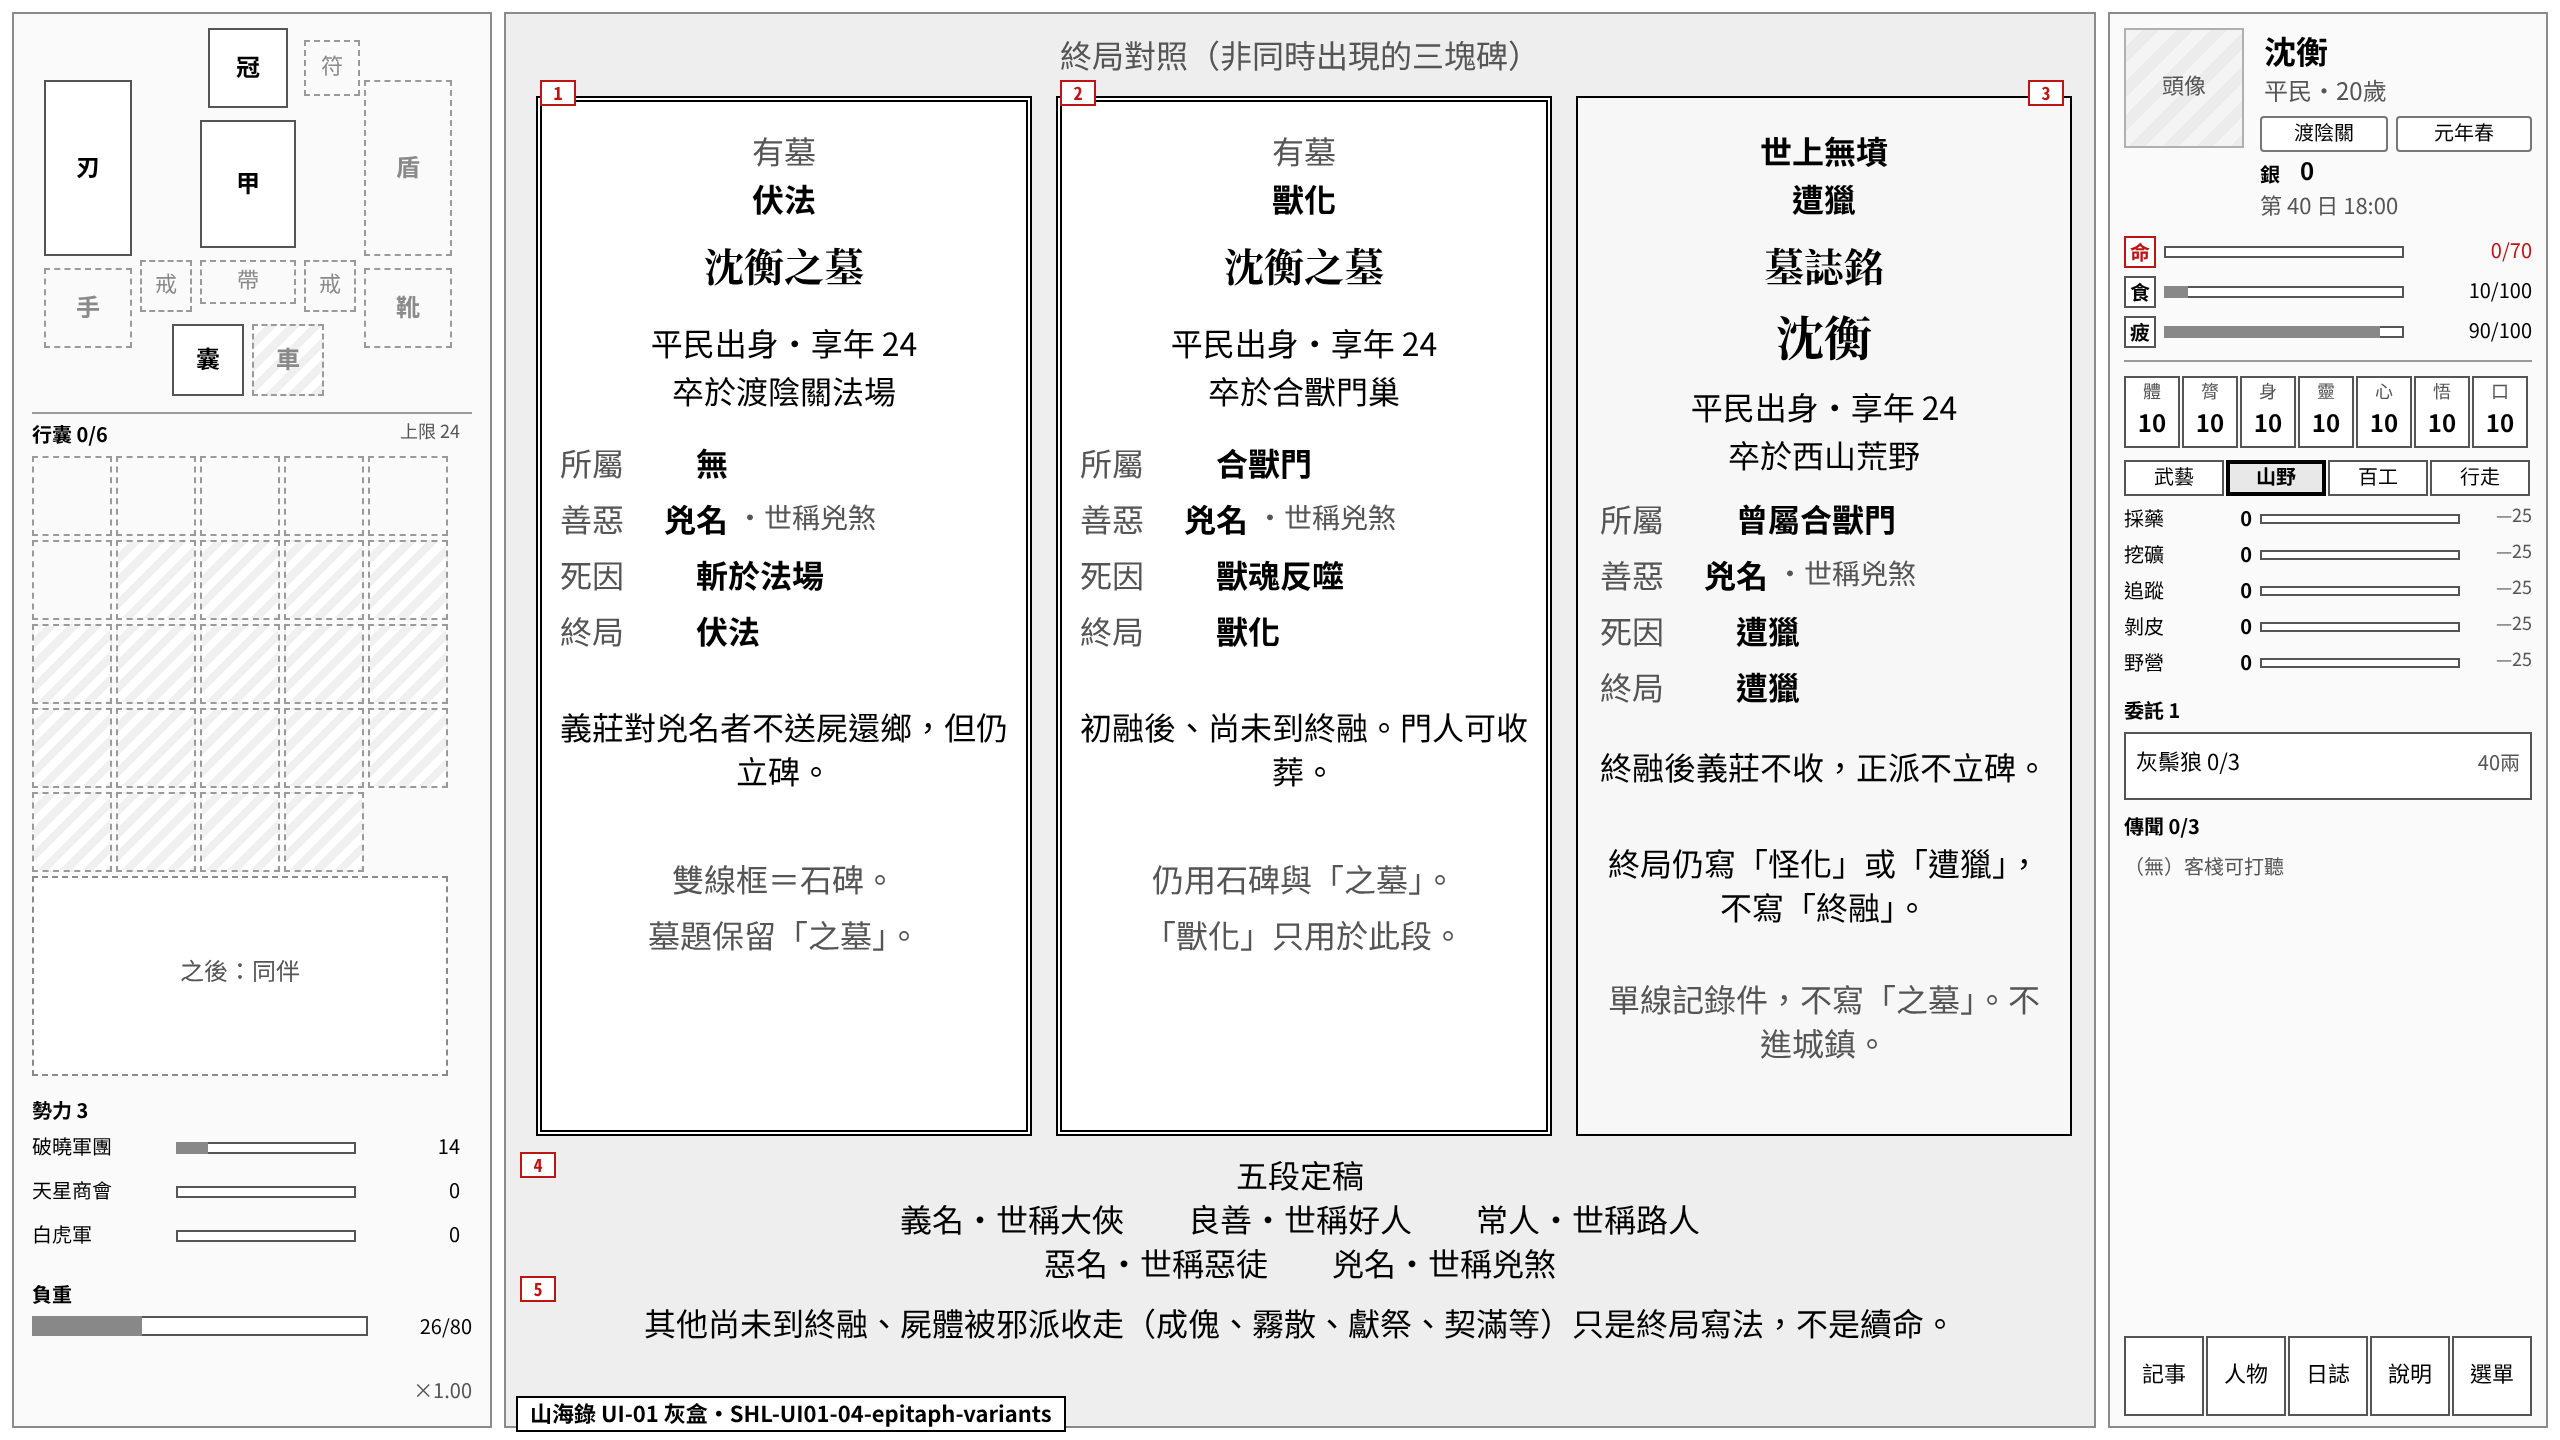 冠
符
刃
甲
盾
手
戒
帶
戒
靴
囊
車
行囊 0/6
上限 24
之後：同伴
勢力 3
破曉軍團 14
天星商會 0
白虎軍 0
負重
26/80
×1.00
終局對照（非同時出現的三塊碑）
1
有墓
伏法
沈衡之墓
平民出身・享年 24
卒於渡陰關法場
所屬 無
善惡 兇名 ・世稱兇煞
死因 斬於法場
終局 伏法
義莊對兇名者不送屍還鄉，但仍
立碑。
雙線框＝石碑。
墓題保留「之墓」。
2
有墓
獸化
沈衡之墓
平民出身・享年 24
卒於合獸門巢
所屬 合獸門
善惡 兇名 ・世稱兇煞
死因 獸魂反噬
終局 獸化
初融後、尚未到終融。門人可收
葬。
仍用石碑與「之墓」。
「獸化」只用於此段。
3
世上無墳
遭獵
墓誌銘
沈衡
平民出身・享年 24
卒於西山荒野
所屬 曾屬合獸門
善惡 兇名 ・世稱兇煞
死因 遭獵
終局 遭獵
終融後義莊不收，正派不立碑。
終局仍寫「怪化」或「遭獵」，
不寫「終融」。
單線記錄件，不寫「之墓」。不
進城鎮。
4
五段定稿
義名・世稱大俠 良善・世稱好人 常人・世稱路人
惡名・世稱惡徒 兇名・世稱兇煞
5
其他尚未到終融、屍體被邪派收走（成傀、霧散、獻祭、契滿等）只是終局寫法，不是續命。
山海錄 UI-01 灰盒・SHL-UI01-04-epitaph-variants
頭像
沈衡
平民・20歲
渡陰關 元年春
銀 0
第 40 日 18:00
命 0/70
食 10/100
疲 90/100
體 膂 身 靈 心 悟 口
10 10 10 10 10 10 10
武藝 山野 百工 行走
採藥 0 —25
挖礦 0 —25
追蹤 0 —25
剝皮 0 —25
野營 0 —25
委託 1
灰鬃狼 0/3 40兩
傳聞 0/3
（無）客棧可打聽
記事 人物 日誌 說明 選單